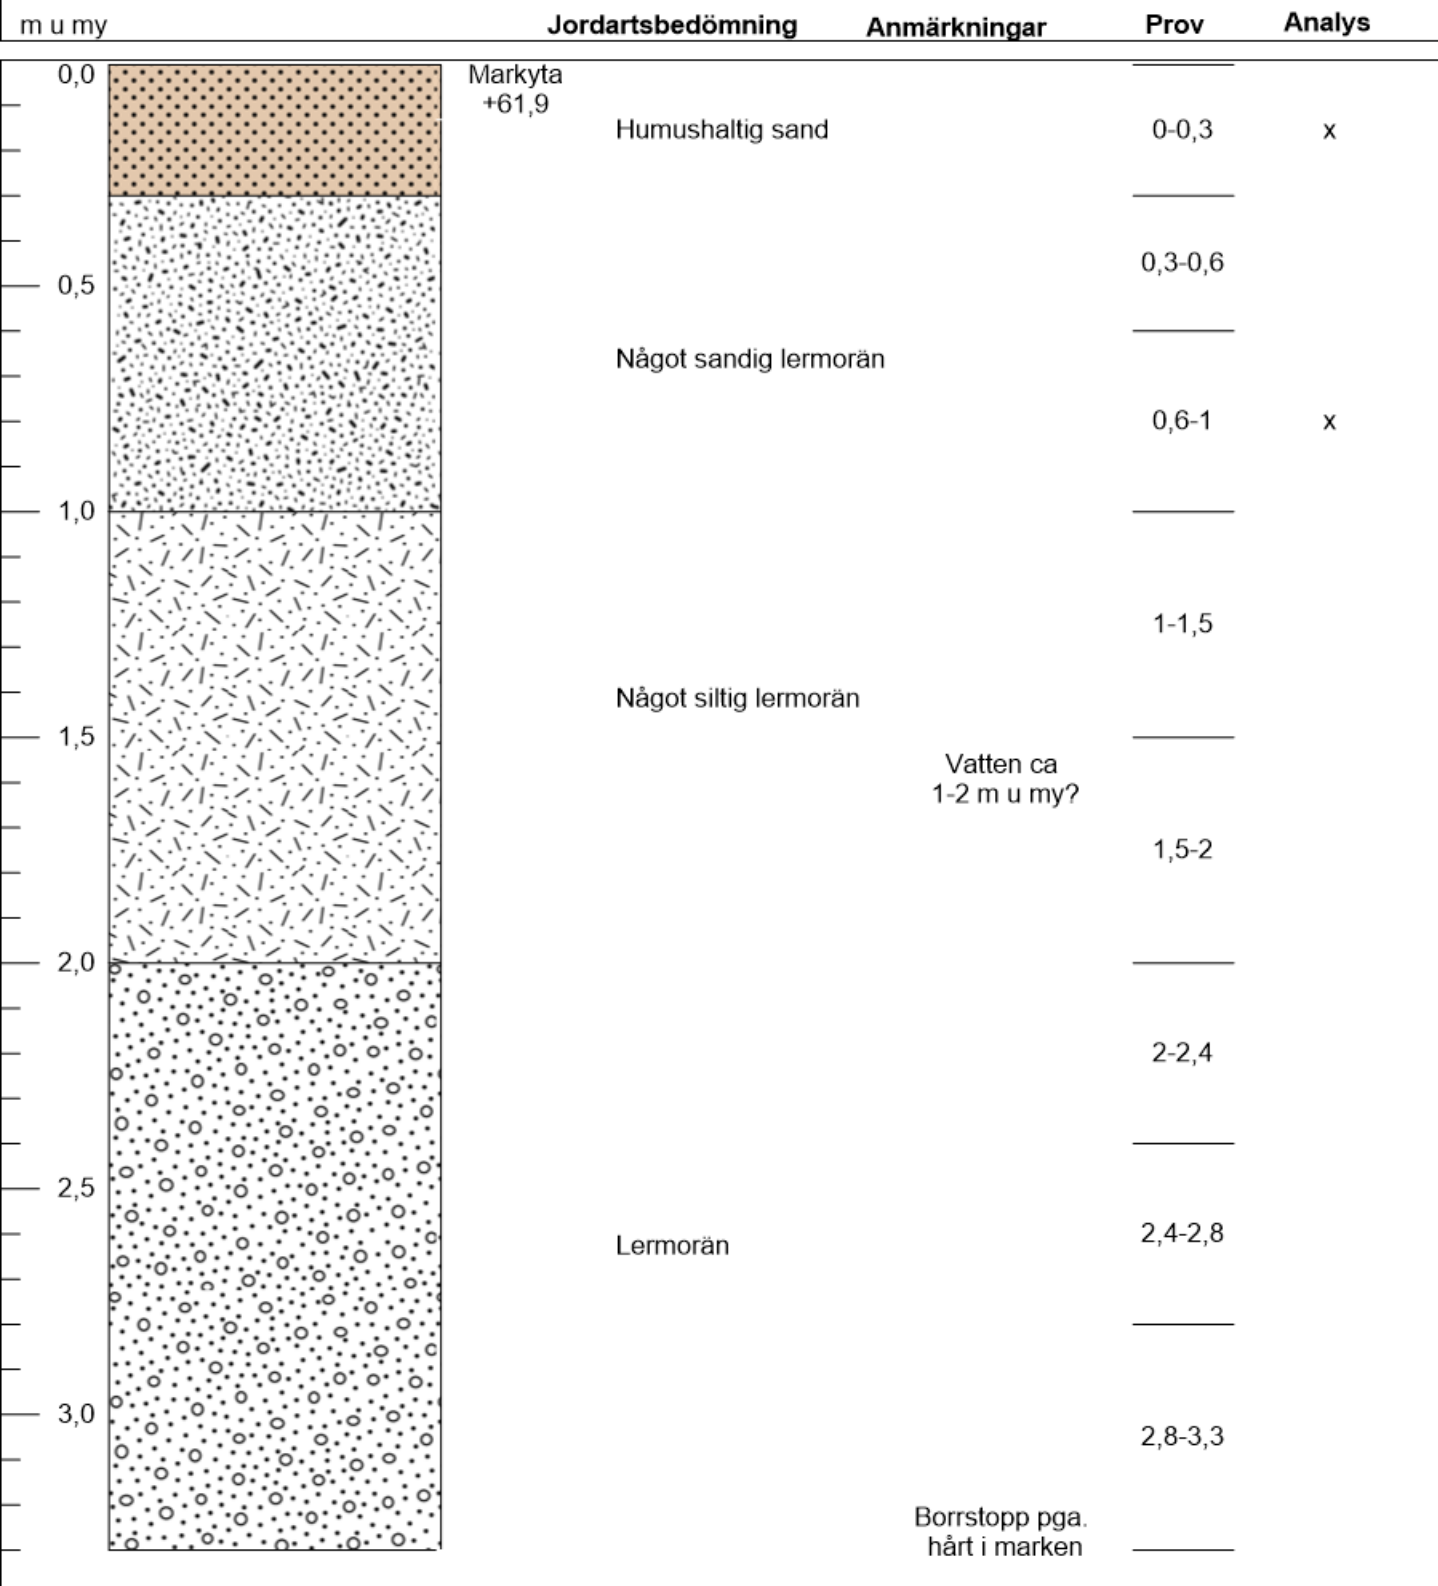 m u my Jordartsbedömning Anmärkningar Prov Analys
0,0 Markyta
+61,9
Humushaltig sand 0-0,3 x
0,3-0,6
0,5
Något sandig lermorän
0,6-1 x
1,0
1-1,5
Något siltig lermorän
1,5
Vatten ca
1-2 m u my?
1,5-2
2,0
2-2,4
2,5
2,4-2,8
Lermorän
3,0
2,8-3,3
Borrstopp pga.
hårt i marken